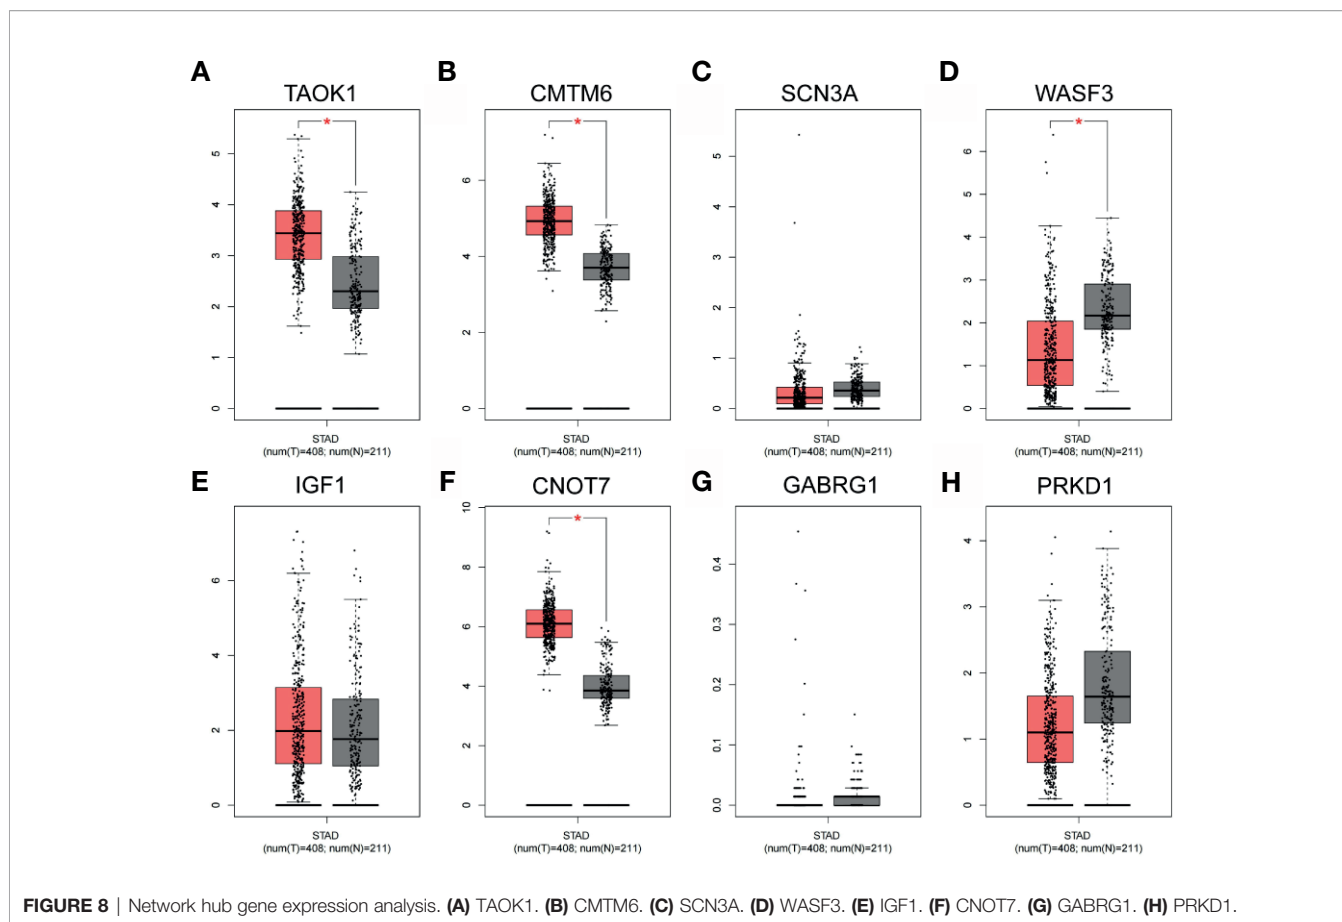 A B C D
TAOK1 CMTM6 SCN3A WASF3
* * *
5 4 3 2 1 0
6 4 2 0
5 4 3 2 1 0
6 5 4 3 2 1 0
STAD STAD STAD STAD
(num(T)=408; num(N)=211) (num(T)=408; num(N)=211) (num(T)=408; num(N)=211) (num(T)=408; num(N)=211)
E F G H
IGF1 CNOT7 GABRG1 PRKD1
*
6 4 2 0
10 8 6 4 2 0
0.4 0.3 0.2 0.1 0.0
4 3 2 1 0
STAD STAD STAD STAD
(num(T)=408; num(N)=211) (num(T)=408; num(N)=211) (num(T)=408; num(N)=211) (num(T)=408; num(N)=211)
FIGURE 8 | Network hub gene expression analysis. (A) TAOK1. (B) CMTM6. (C) SCN3A. (D) WASF3. (E) IGF1. (F) CNOT7. (G) GABRG1. (H) PRKD1.